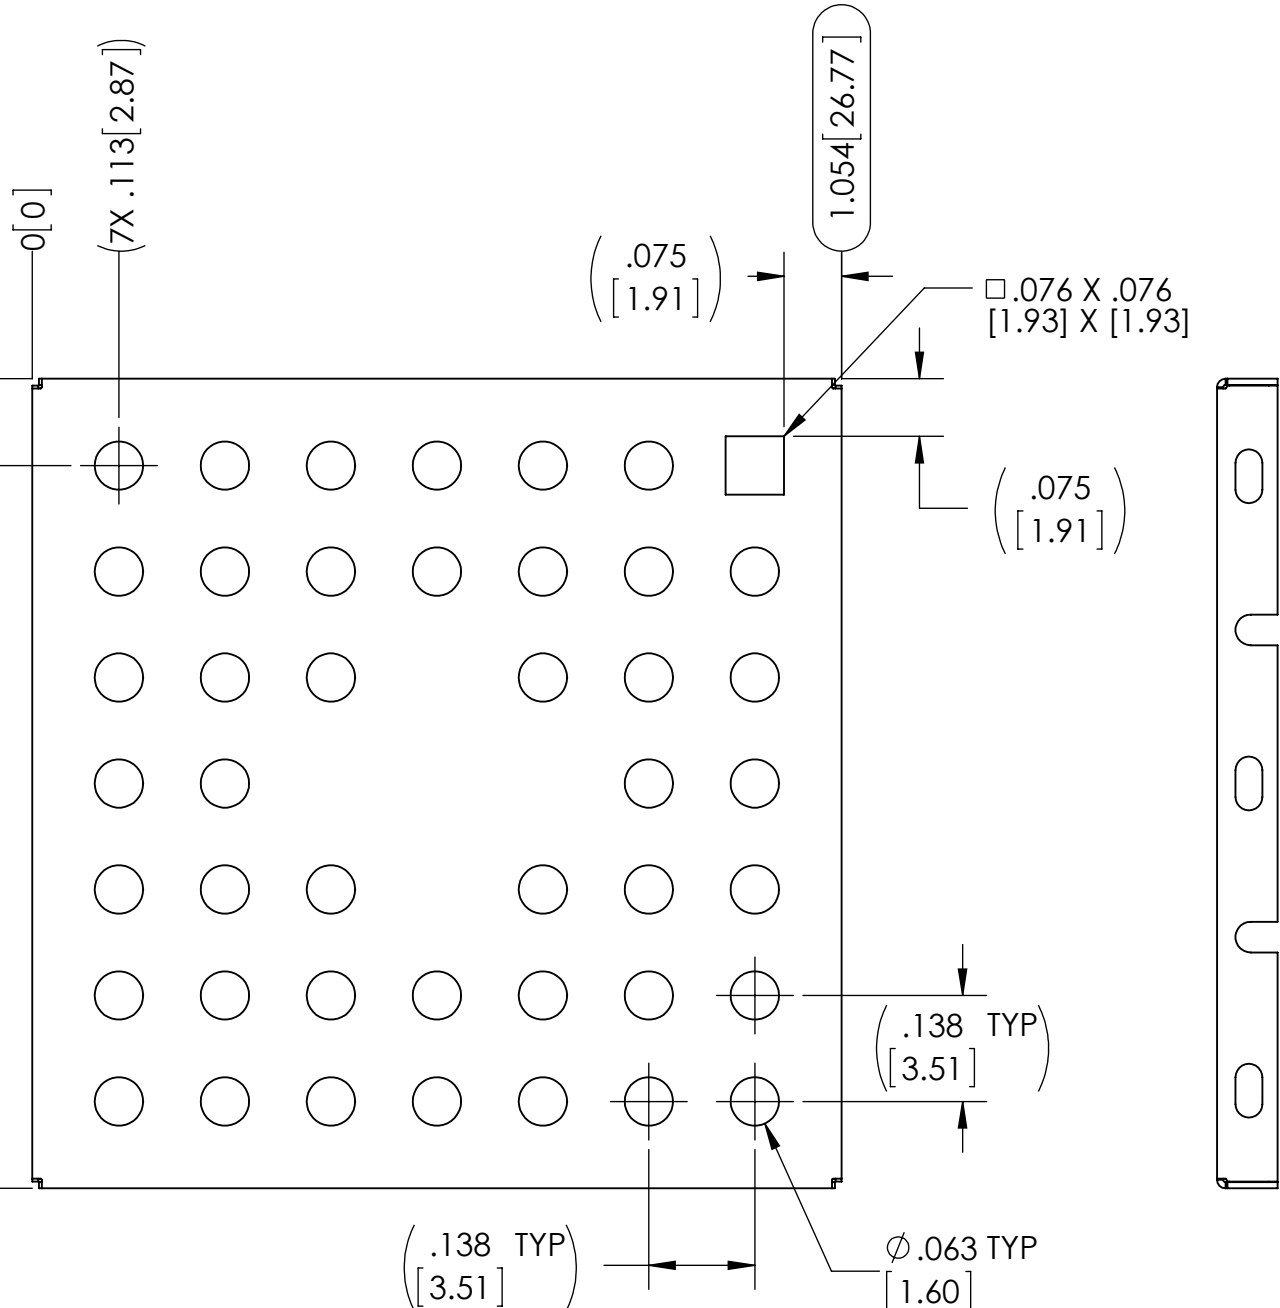 0[0]
(7X .113[2.87])
1.054[26.77]
(.075
[1.91])
□.076 X .076
[1.93] X [1.93]
(.075
[1.91])
(.138 TYP
[3.51])
(.138 TYP
[3.51])
∅.063 TYP
[1.60]